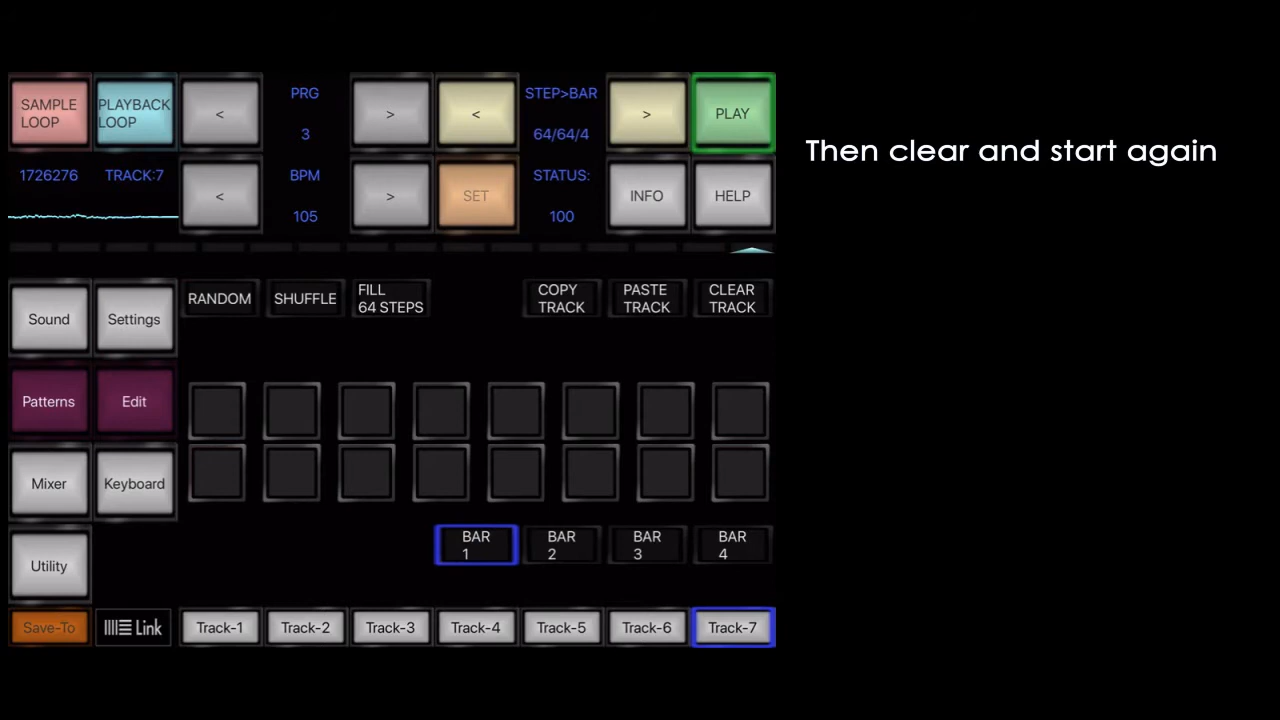 SAMPLE
LOOP
PLAYBACK
LOOP
<
PRG
3
>
<
STEP>BAR
64/64/4
>
PLAY
Then clear and start again
1726276
TRACK:7
<
BPM
105
>
SET
STATUS:
100
INFO
HELP
Sound
Settings
RANDOM
SHUFFLE
FILL
64 STEPS
COPY
TRACK
PASTE
TRACK
CLEAR
TRACK
Patterns
Edit
Mixer
Keyboard
BAR
1
BAR
2
BAR
3
BAR
4
Utility
Save-To
Link
Track-1
Track-2
Track-3
Track-4
Track-5
Track-6
Track-7